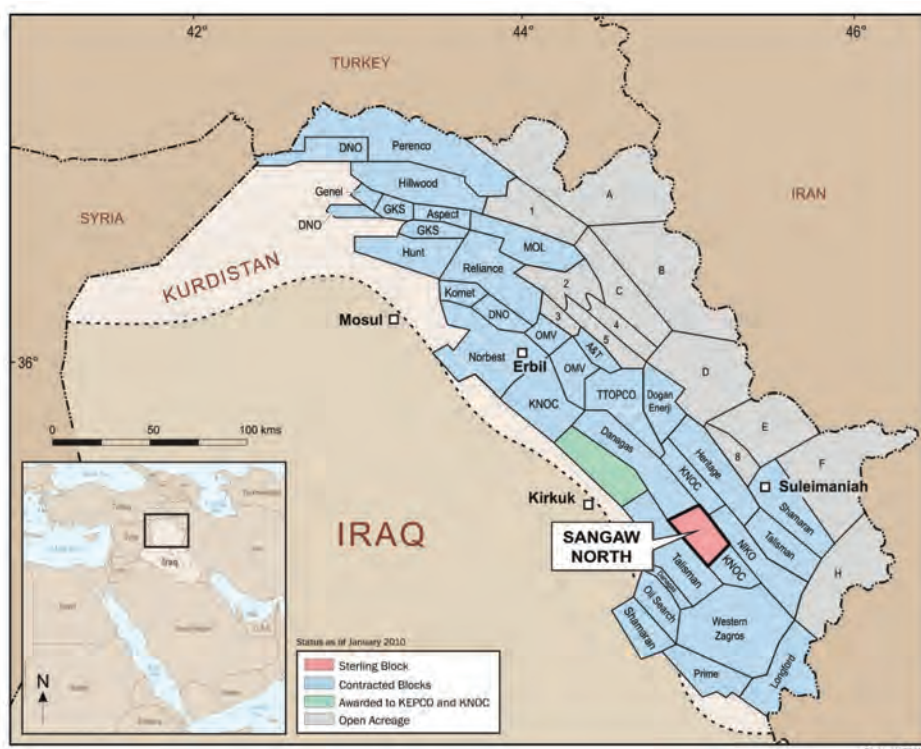 42
44
46
TURKEY
IRAN
SYRIA
KURDISTAN
IRAQ
36
36
DNO
Perenco
Hillwood
Genel
GKS
Aspect
DNO
GKS
Hunt
MOL
Reliance
Komet
DNO
OMV
Norbest
OMV
A&T
KNOC
TTOPCO
Dogan
Enerji
Danagas
Heritage
KNOC
Shamaran
Talisman
NIKO
KNOC
Talisman
Oil Search
Shamaran
Western
Zagros
Prime
Longford
1
2
3
4
5
8
A
B
C
D
E
F
H
Mosul
Erbil
Kirkuk
Suleimaniah
SANGAW
NORTH
0 50 100 kms
Iraq
N
Status as of January 2010
Sterling Block
Contracted Blocks
Awarded to KEPCO and KNOC
Open Acreage